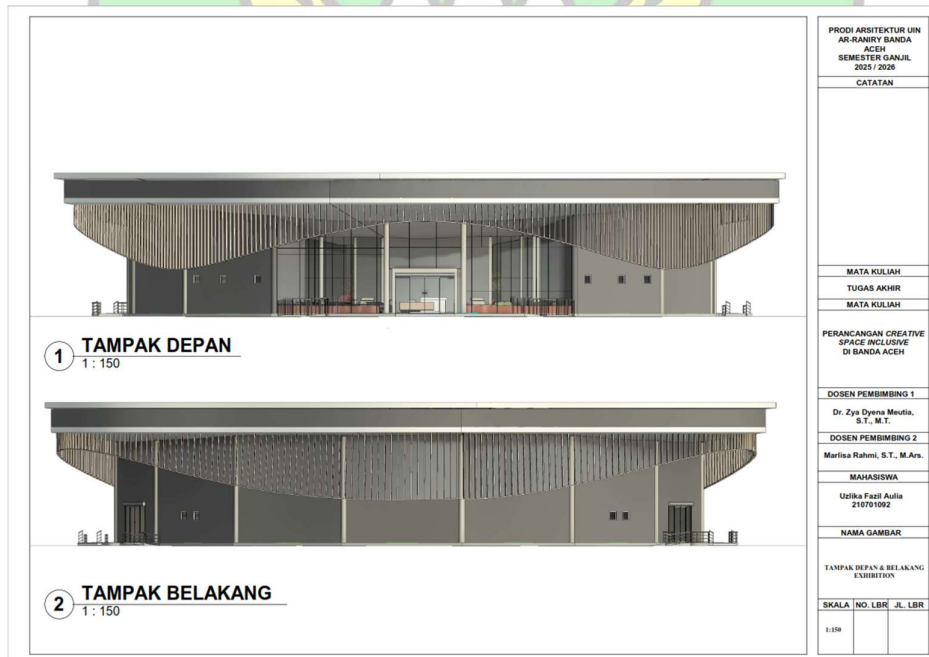 1
TAMPAK DEPAN
1 : 150
2
TAMPAK BELAKANG
1 : 150
PRODI ARSITEKTUR UIN
AR-RANIRY BANDA
ACEH
SEMESTER GANJIL
2025 / 2026
CATATAN
MATA KULIAH
TUGAS AKHIR
MATA KULIAH
PERANCANGAN CREATIVE
SPACE INCLUSIVE
DI BANDA ACEH
DOSEN PEMBIMBING 1
Dr. Zya Dyena Meutia,
S.T., M.T.
DOSEN PEMBIMBING 2
Marlisa Rahmi, S.T., M.Ars.
MAHASISWA
Uzlika Fazil Aulia
210701092
NAMA GAMBAR
TAMPAK DEPAN & BELAKANG
EXHIBITION
SKALA NO. LBR JL. LBR
1:150